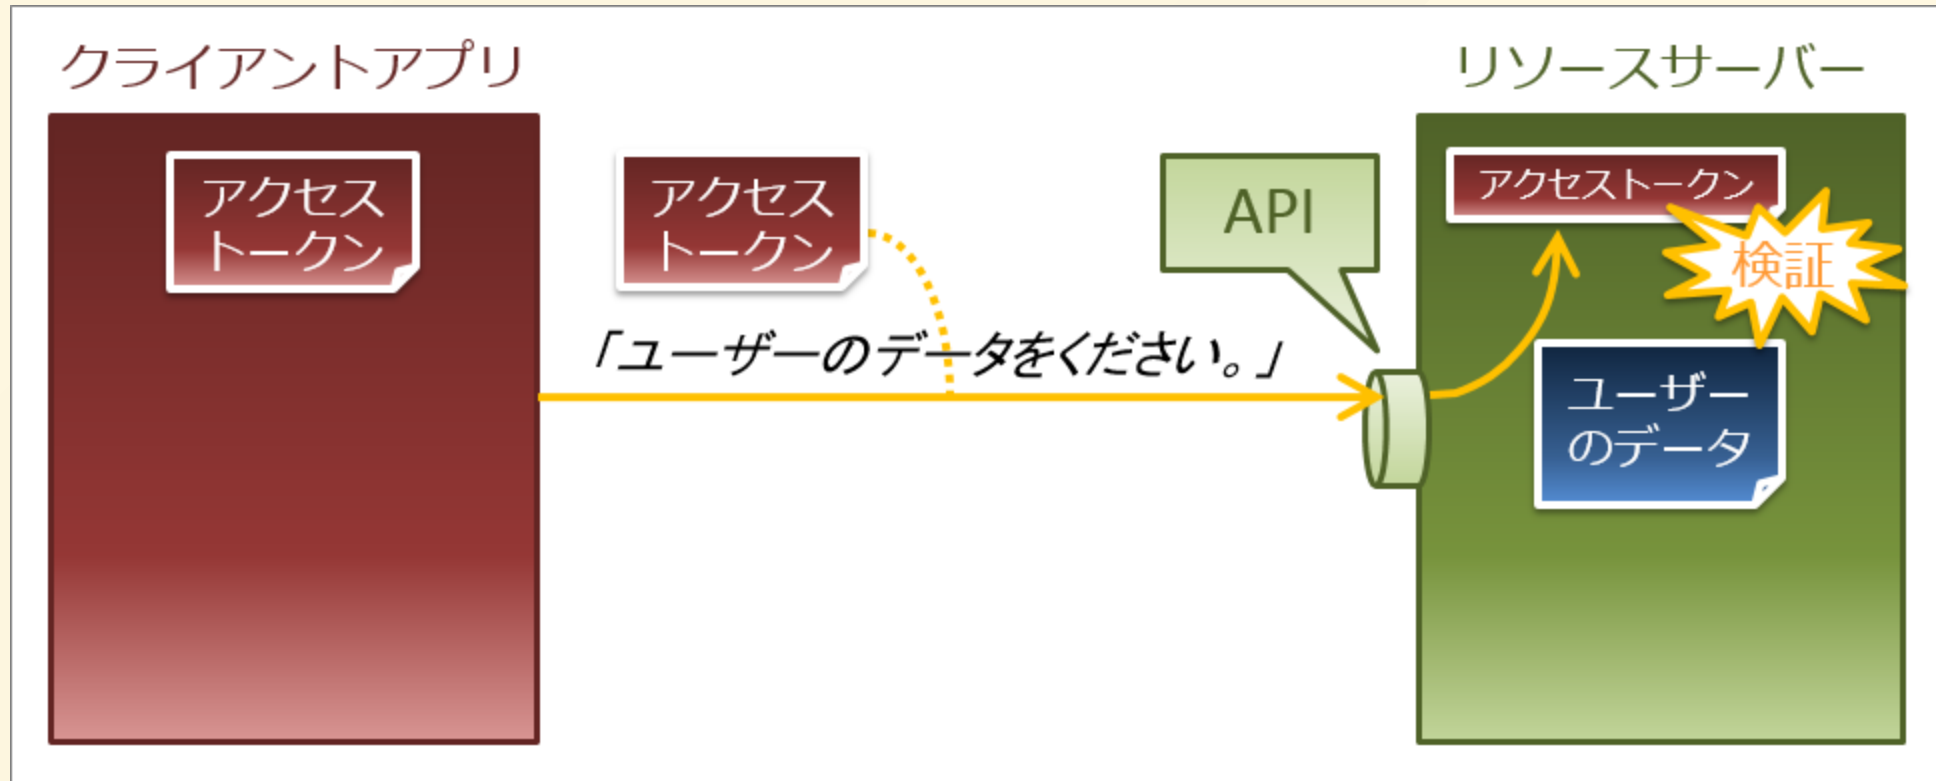 クライアントアプリ
リソースサーバー
アクセス
トークン
アクセス
トークン
API
アクセストークン
検証
「ユーザーのデータをください。」
ユーザー
のデータ